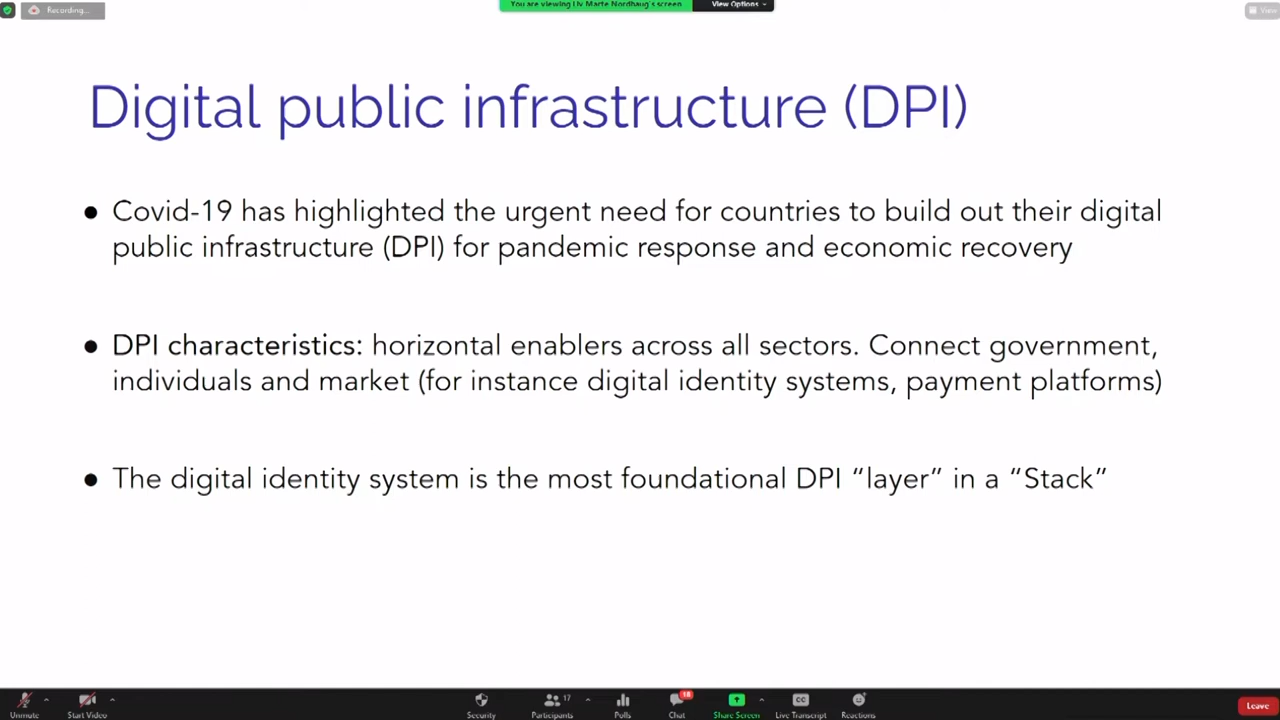 Recording...
You are viewing Liv Marte Nordhaug's screen
View Options
View
Digital public infrastructure (DPI)
● Covid-19 has highlighted the urgent need for countries to build out their digital
public infrastructure (DPI) for pandemic response and economic recovery
● DPI characteristics: horizontal enablers across all sectors. Connect government,
individuals and market (for instance digital identity systems, payment platforms)
● The digital identity system is the most foundational DPI “layer” in a “Stack”
17
18
CC
Unmute
Start Video
Security
Participants
Polls
Chat
Share Screen
Live Transcript
Reactions
Leave